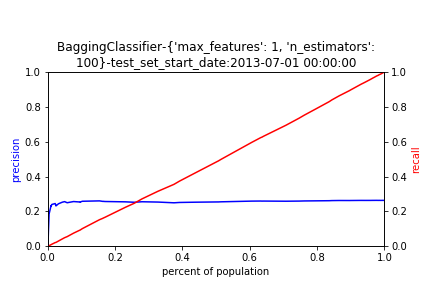 BaggingClassifier-{'max_features': 1, 'n_estimators':
100}-test_set_start_date:2013-07-01 00:00:00
1.0
0.8
0.6
0.4
0.2
0.0
precision
1.0
0.8
0.6
0.4
0.2
0.0
recall
0.0 0.2 0.4 0.6 0.8 1.0
percent of population